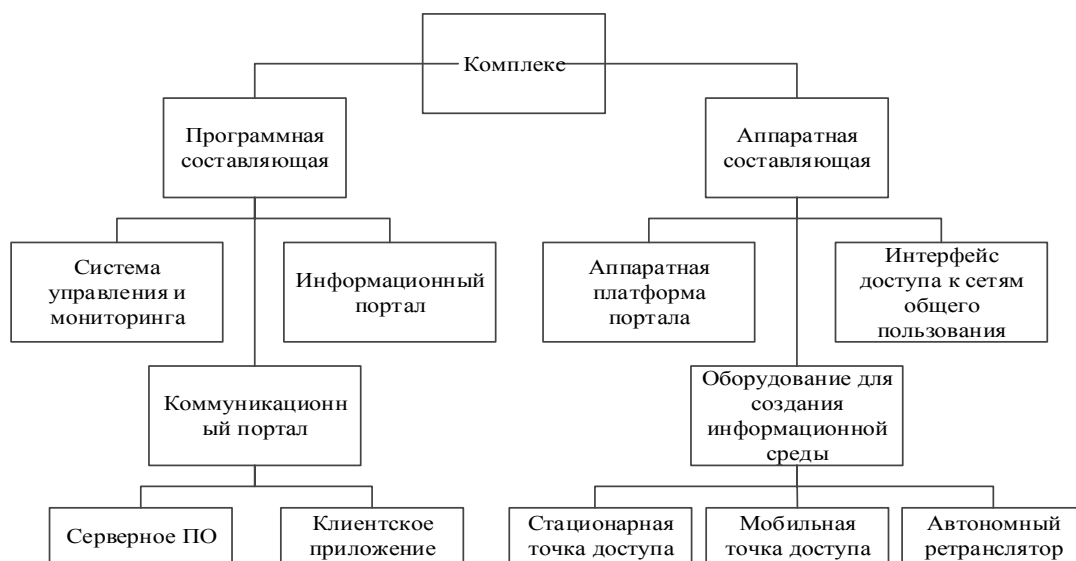 Комплекс
Программная
составляющая
Аппаратная
составляющая
Система
управления и
мониторинга
Информационный
портал
Аппаратная
платформа
портала
Интерфейс
доступа к сетям
общего
пользования
Коммуникационн
ый портал
Оборудование для
создания
информационной
среды
Серверное ПО
Клиентское
приложение
Стационарная
точка доступа
Мобильная
точка доступа
Автономный
ретранслятор